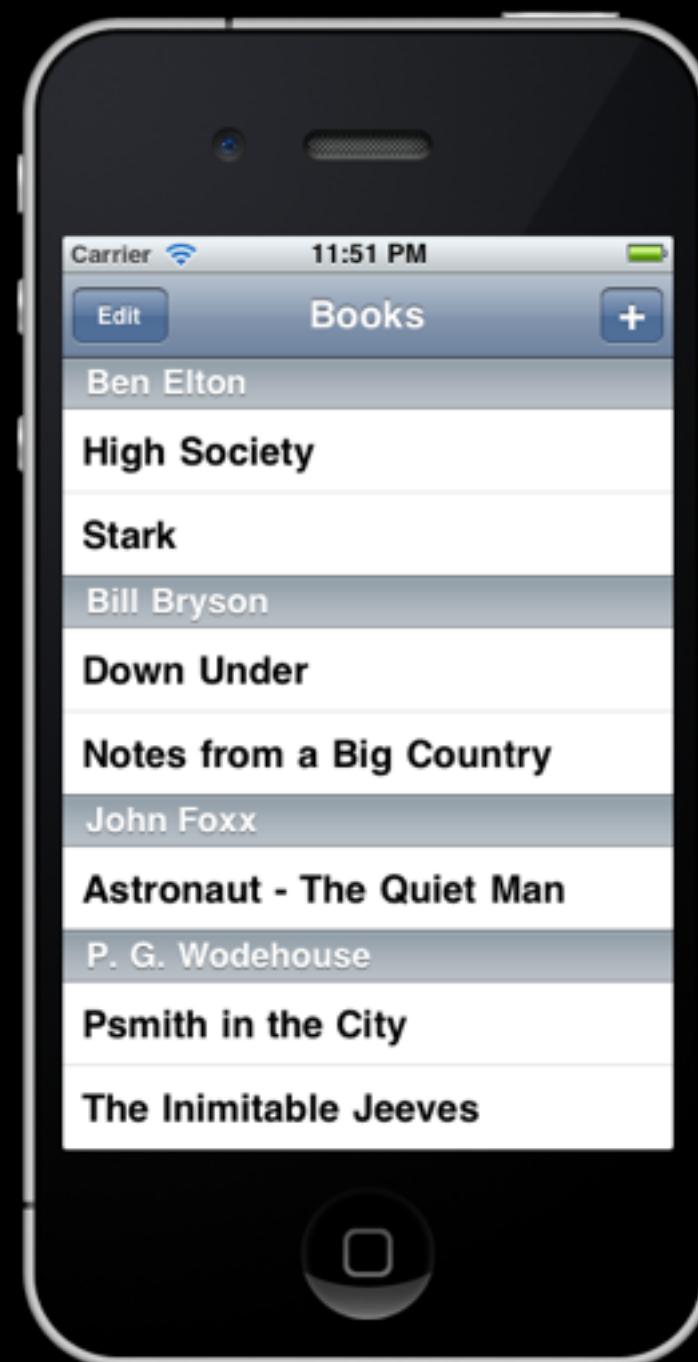 Carrier 11:51 PM
Edit Books +
Ben Elton
High Society
Stark
Bill Bryson
Down Under
Notes from a Big Country
John Foxx
Astronaut - The Quiet Man
P. G. Wodehouse
Psmith in the City
The Inimitable Jeeves